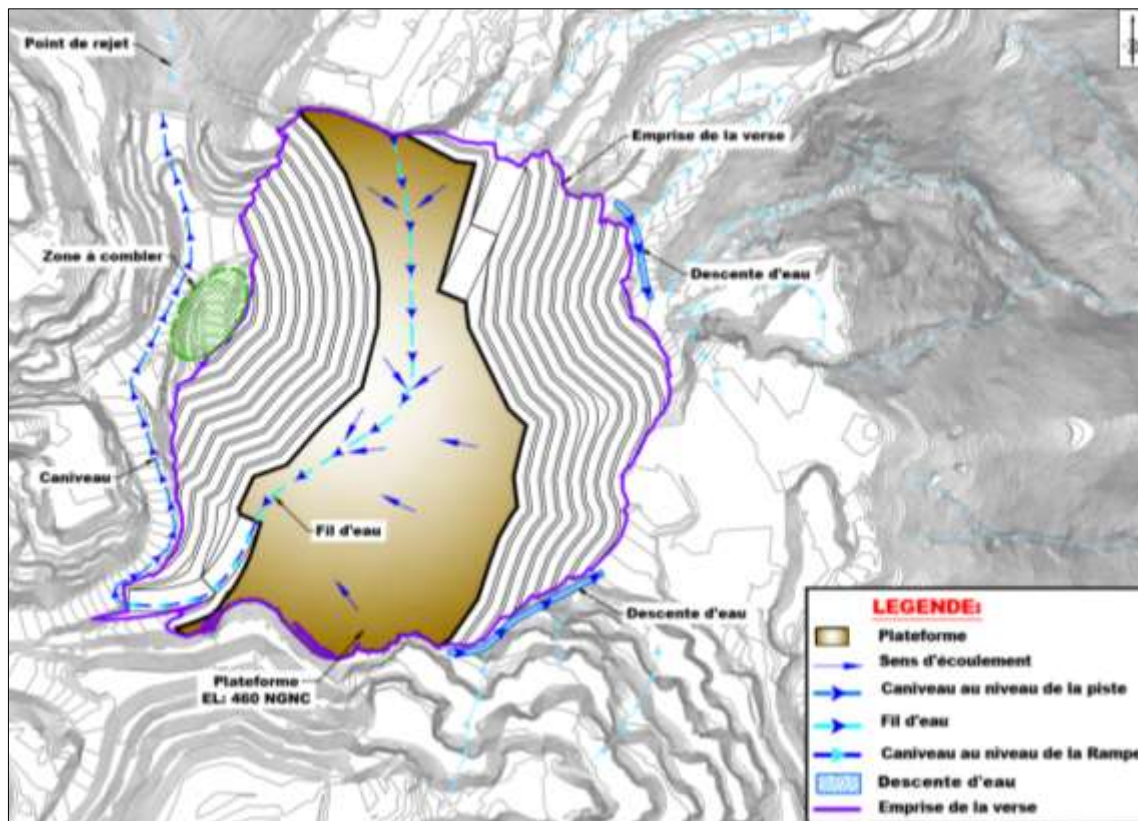 Point de rejet
Emprise de la verse
Zone à combler
Descente d'eau
Caniveau
Fil d'eau
Descente d'eau
Plateforme
EL: 460 NGNC
LEGENDE:
Plateforme
Sens d'écoulement
Caniveau au niveau de la piste
Fil d'eau
Caniveau au niveau de la Rampe
Descente d'eau
Emprise de la verse